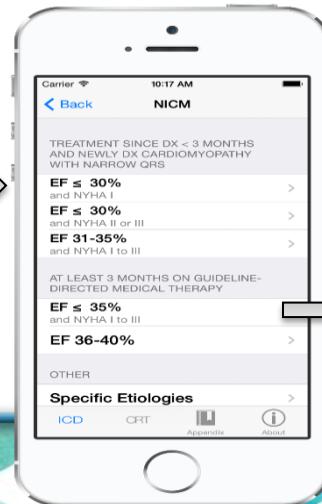 Carrier 10:17 AM
Back NICM
TREATMENT SINCE DX < 3 MONTHS
AND NEWLY DX CARDIOMYOPATHY
WITH NARROW QRS
EF ≤ 30%
and NYHA I
EF ≤ 30%
and NYHA II or III
EF 31-35%
and NYHA I to III
AT LEAST 3 MONTHS ON GUIDELINE-
DIRECTED MEDICAL THERAPY
EF ≤ 35%
and NYHA I to III
EF 36-40%
OTHER
Specific Etiologies
ICD CRT Appendix About